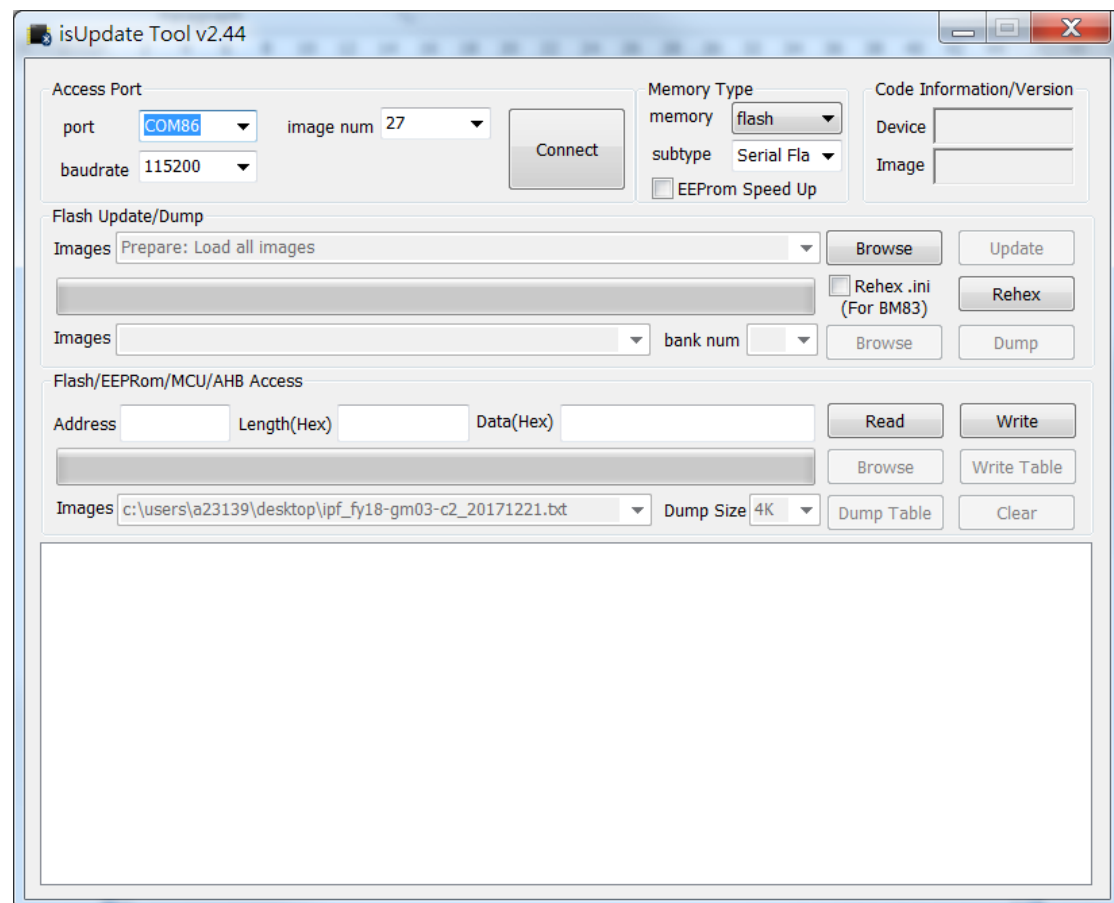 isUpdate Tool v2.44
Access Port
port COM86 image num 27
baudrate 115200
Connect
Memory Type
memory flash
subtype Serial Fla
EEProm Speed Up
Code Information/Version
Device
Image
Flash Update/Dump
Images Prepare: Load all images Browse Update
Rehex .ini
(For BM83)
Rehex
Images bank num Browse Dump
Flash/EEPRom/MCU/AHB Access
Address Length(Hex) Data(Hex) Read Write
Browse Write Table
Images c:\users\a23139\desktop\ipf_fy18-gm03-c2_20171221.txt Dump Size 4K Dump Table Clear